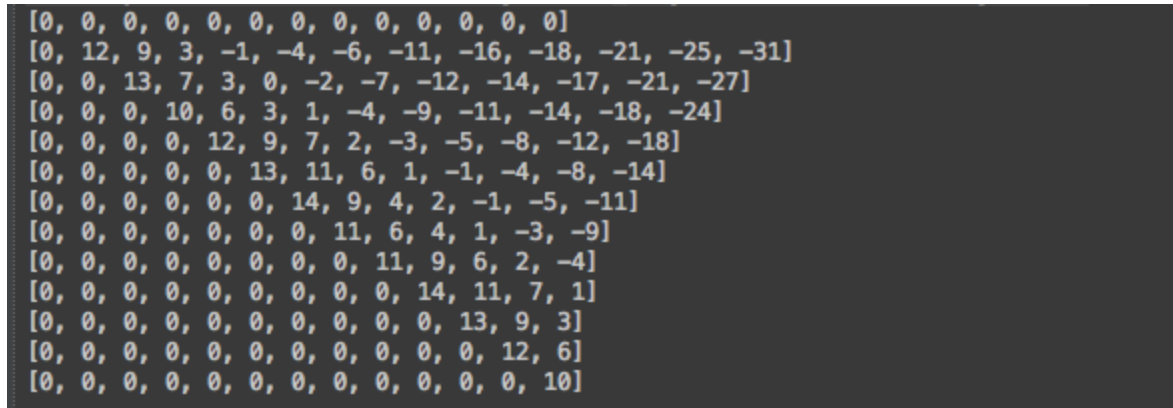 [0, 0, 0, 0, 0, 0, 0, 0, 0, 0, 0, 0, 0]
[0, 12, 9, 3, −1, −4, −6, −11, −16, −18, −21, −25, −31]
[0, 0, 13, 7, 3, 0, −2, −7, −12, −14, −17, −21, −27]
[0, 0, 0, 10, 6, 3, 1, −4, −9, −11, −14, −18, −24]
[0, 0, 0, 0, 12, 9, 7, 2, −3, −5, −8, −12, −18]
[0, 0, 0, 0, 0, 13, 11, 6, 1, −1, −4, −8, −14]
[0, 0, 0, 0, 0, 0, 14, 9, 4, 2, −1, −5, −11]
[0, 0, 0, 0, 0, 0, 0, 11, 6, 4, 1, −3, −9]
[0, 0, 0, 0, 0, 0, 0, 0, 11, 9, 6, 2, −4]
[0, 0, 0, 0, 0, 0, 0, 0, 0, 14, 11, 7, 1]
[0, 0, 0, 0, 0, 0, 0, 0, 0, 0, 13, 9, 3]
[0, 0, 0, 0, 0, 0, 0, 0, 0, 0, 0, 12, 6]
[0, 0, 0, 0, 0, 0, 0, 0, 0, 0, 0, 0, 10]